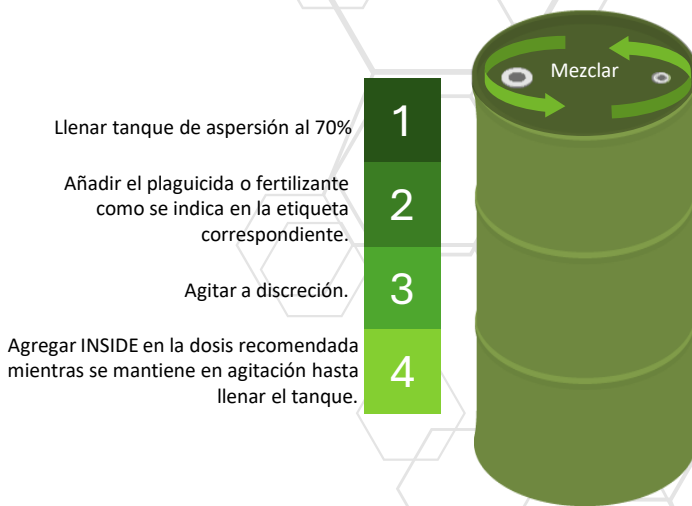 Mezclar
Llenar tanque de aspersión al 70%
1
Añadir el plaguicida o fertilizante
como se indica en la etiqueta
correspondiente.
2
Agitar a discreción.
3
Agregar INSIDE en la dosis recomendada
mientras se mantiene en agitación hasta
llenar el tanque.
4